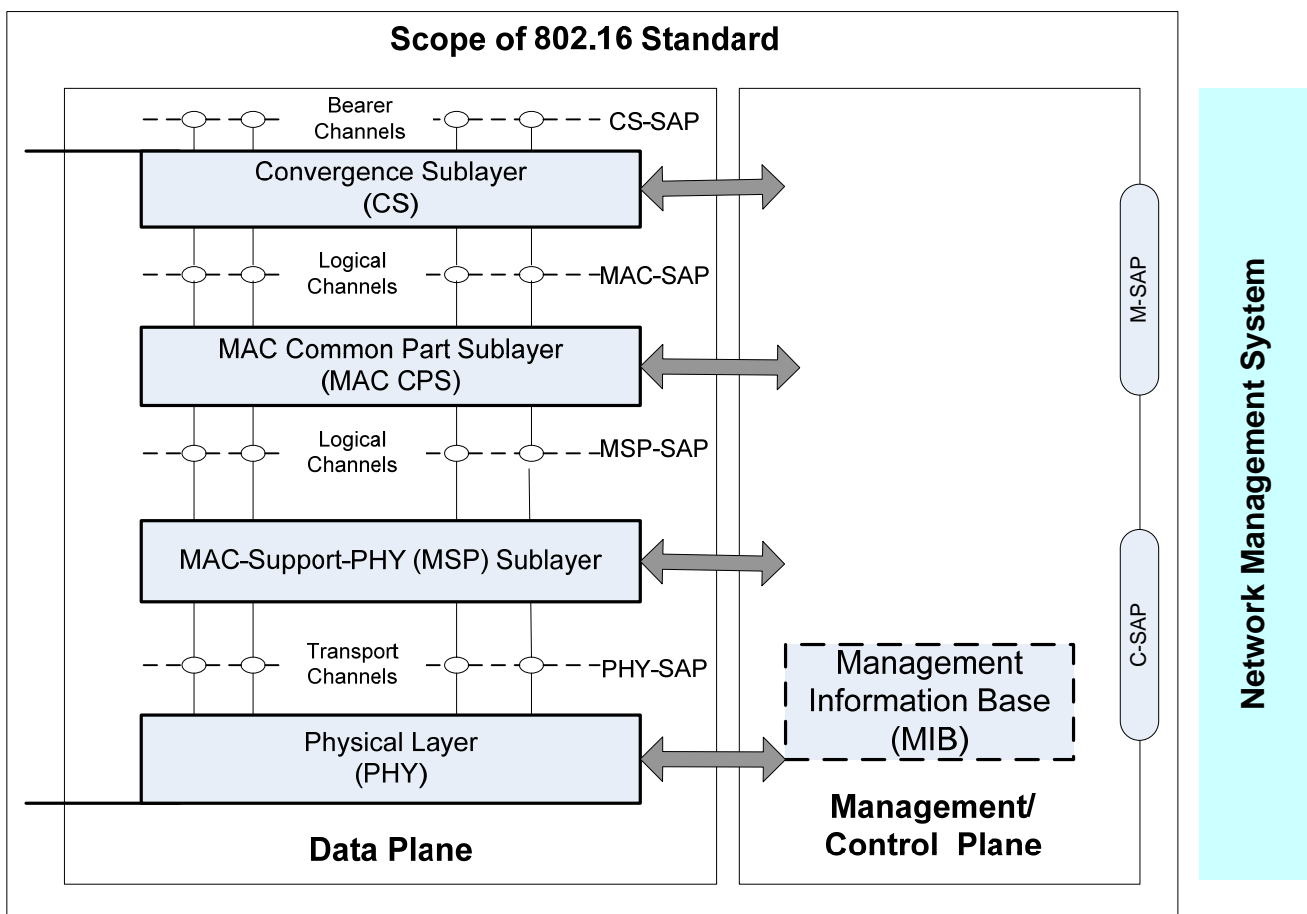 Scope of 802.16 Standard
Bearer
Channels
CS-SAP
Convergence Sublayer
(CS)
Logical
Channels
MAC-SAP
MAC Common Part Sublayer
(MAC CPS)
Logical
Channels
MSP-SAP
MAC-Support-PHY (MSP) Sublayer
Transport
Channels
PHY-SAP
Physical Layer
(PHY)
Data Plane
Management
Information Base
(MIB)
Management/
Control Plane
M-SAP
C-SAP
Network Management System